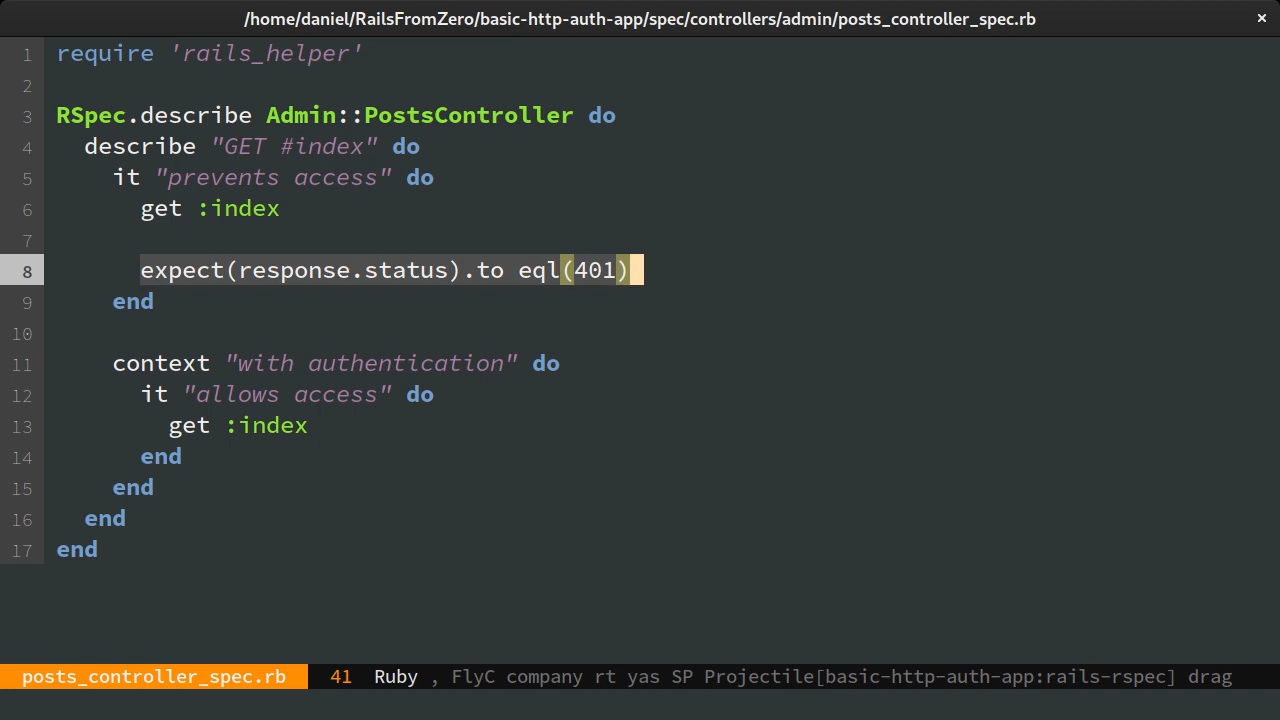 /home/daniel/RailsFromZero/basic-http-auth-app/spec/controllers/admin/posts_controller_spec.rb ×
1 require 'rails_helper'
2
3 RSpec.describe Admin::PostsController do
4   describe "GET #index" do
5     it "prevents access" do
6       get :index
7
8       expect(response.status).to eql(401)
9     end
10
11     context "with authentication" do
12       it "allows access" do
13         get :index
14       end
15     end
16   end
17 end
posts_controller_spec.rb 41 Ruby , FlyC company rt yas SP Projectile[basic-http-auth-app:rails-rspec] drag